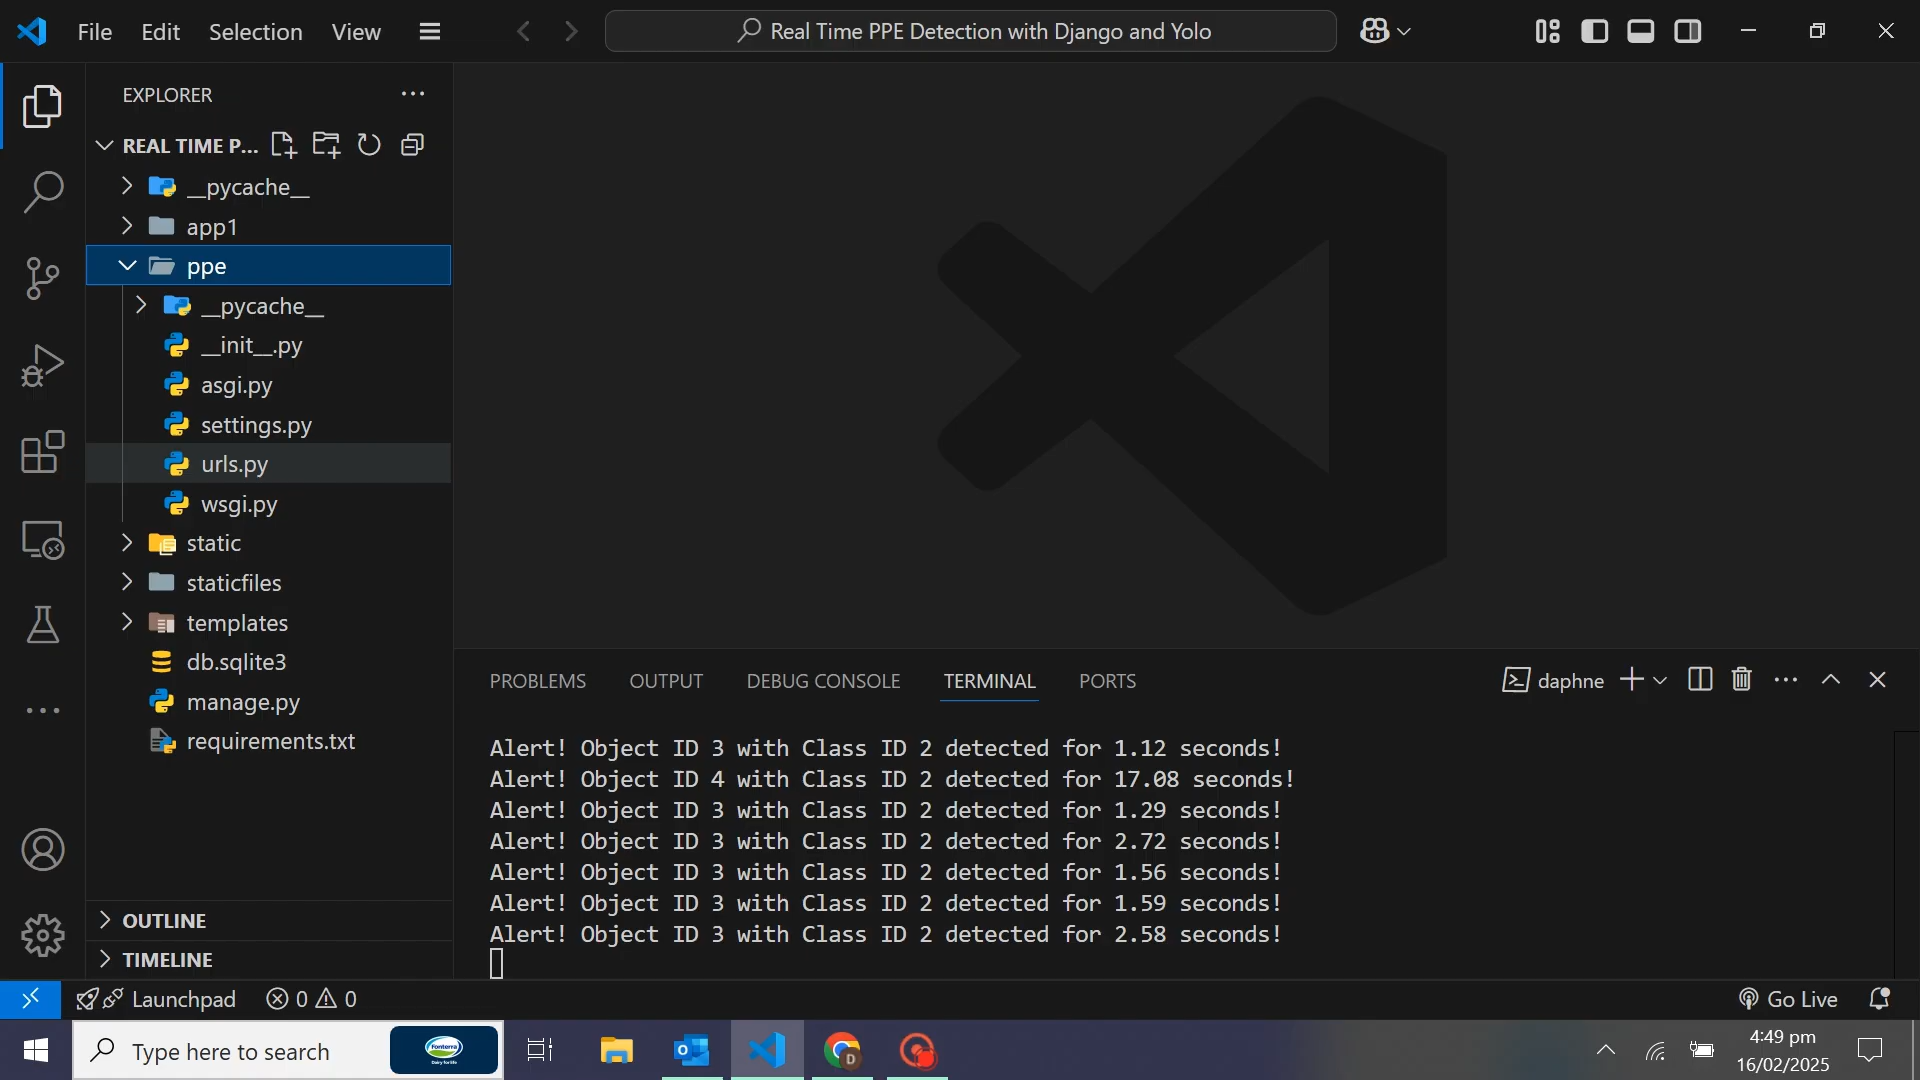 File Edit Selection View
Real Time PPE Detection with Django and Yolo
EXPLORER
REAL TIME P...
__pycache__
app1
ppe
__pycache__
__init__.py
asgi.py
settings.py
urls.py
wsgi.py
static
staticfiles
templates
db.sqlite3
manage.py
requirements.txt
OUTLINE
TIMELINE
PROBLEMS OUTPUT DEBUG CONSOLE TERMINAL PORTS
daphne
Alert! Object ID 3 with Class ID 2 detected for 1.12 seconds!
Alert! Object ID 4 with Class ID 2 detected for 17.08 seconds!
Alert! Object ID 3 with Class ID 2 detected for 1.29 seconds!
Alert! Object ID 3 with Class ID 2 detected for 2.72 seconds!
Alert! Object ID 3 with Class ID 2 detected for 1.56 seconds!
Alert! Object ID 3 with Class ID 2 detected for 1.59 seconds!
Alert! Object ID 3 with Class ID 2 detected for 2.58 seconds!
Launchpad 0 0
Go Live
Type here to search
Fonterra
Dairy for life
D
4:49 pm
16/02/2025